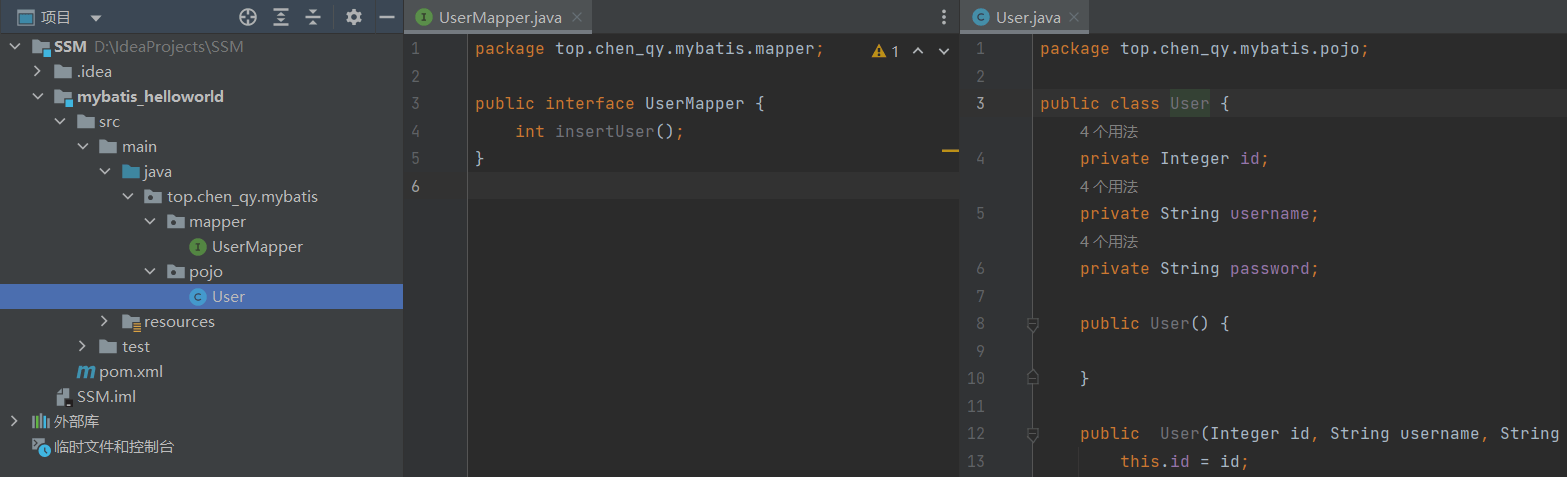 项目
SSM D:\IdeaProjects\SSM
.idea
mybatis_helloworld
src
main
java
top.chen_qy.mybatis
mapper
UserMapper
pojo
User
resources
test
pom.xml
SSM.iml
外部库
临时文件和控制台
UserMapper.java
1 package top.chen_qy.mybatis.mapper;
1
2
3 public interface UserMapper {
4 int insertUser();
5 }
6
User.java
1 package top.chen_qy.mybatis.pojo;
2
3 public class User {
4 个用法
4 private Integer id;
4 个用法
5 private String username;
4 个用法
6 private String password;
7
8 public User() {
9
10 }
11
12 public  User(Integer id, String username, String
13 this.id = id;